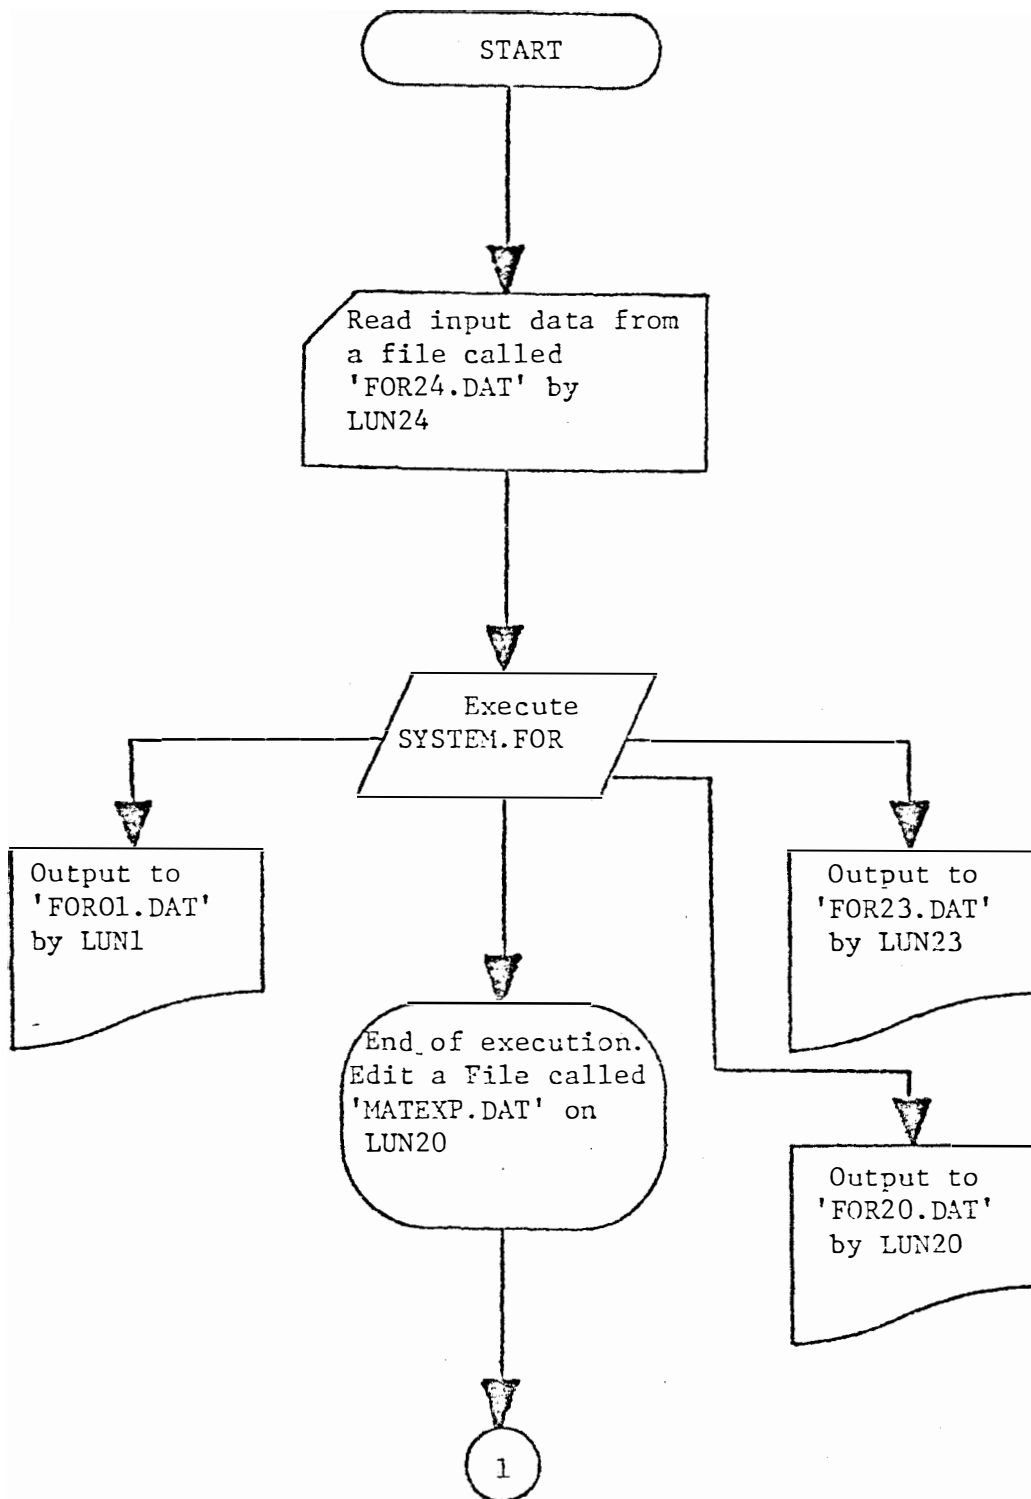 START
Read input data from
a file called
'FOR24.DAT' by
LUN24
Execute
SYSTEM.FOR
Output to
'FOR01.DAT'
by LUN1
Output to
'FOR23.DAT'
by LUN23
End of execution.
Edit a File called
'MATEXP.DAT' on
LUN20
Output to
'FOR20.DAT'
by LUN20
1